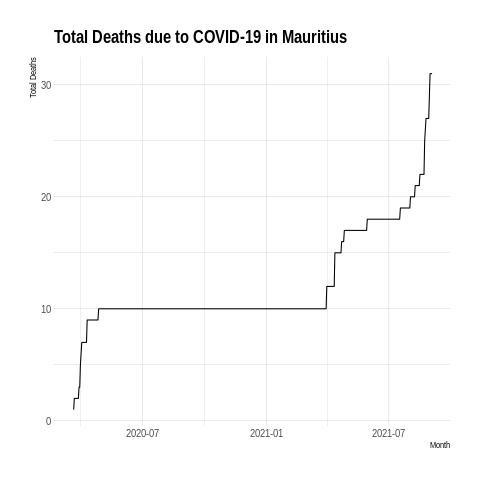 Total Deaths due to COVID-19 in Mauritius
Total Deaths
30
20
10
0
2020-07
2021-01
2021-07
Month